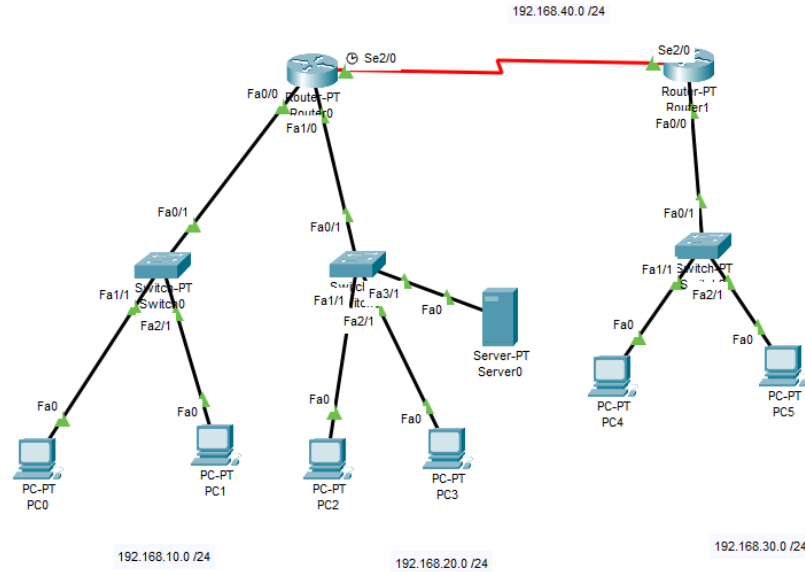 192.168.40.0 /24
Se2/0
Se2/0
Router-PT
Router0
Router-PT
Router1
Fa0/0
Fa1/0
Fa0/0
Fa0/1
Fa0/1
Fa0/1
Switch-PT
Switch0
Fa1/1
Fa2/1
Fa1/1
Fa3/1
Fa2/1
Fa0
Server-PT
Server0
Switch-PT
Fa1/1
Fa2/1
Fa0
Fa0
PC-PT
PC4
PC-PT
PC5
Fa0
Fa0
Fa0
Fa0
PC-PT
PC0
PC-PT
PC1
PC-PT
PC2
PC-PT
PC3
192.168.10.0 /24
192.168.20.0 /24
192.168.30.0 /24